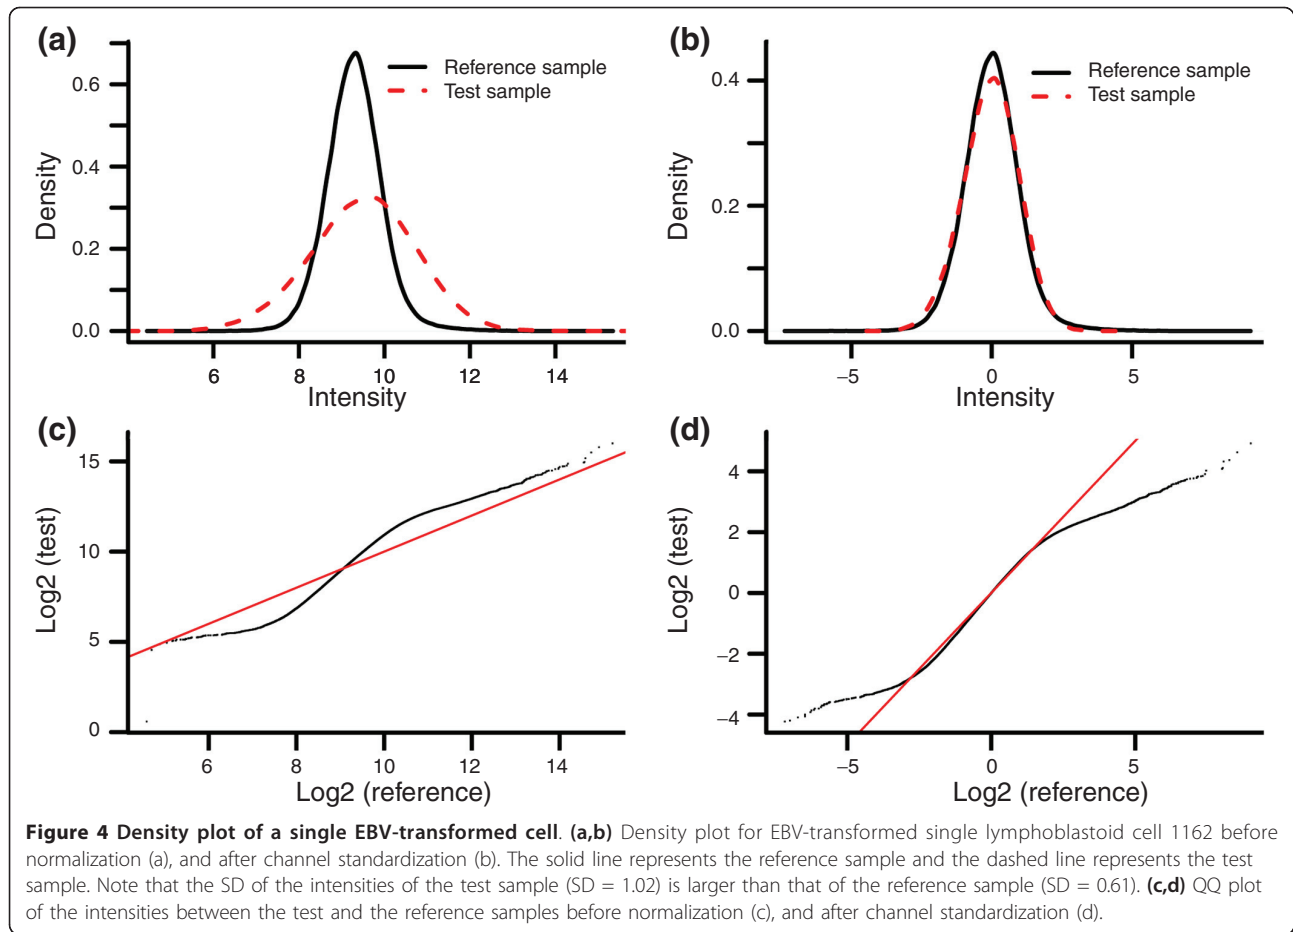 (a)
Reference sample
Test sample
Density
0.6
0.4
0.2
0.0
6 8 10 12 14
Intensity
(b)
Reference sample
Test sample
Density
0.4
0.2
0.0
−5 0 5
Intensity
(c)
Log2 (test)
15
10
5
0
6 8 10 12 14
Log2 (reference)
(d)
Log2 (test)
4
2
0
−2
−4
−5 0 5
Log2 (reference)
Figure 4 Density plot of a single EBV-transformed cell. (a,b) Density plot for EBV-transformed single lymphoblastoid cell 1162 before
normalization (a), and after channel standardization (b). The solid line represents the reference sample and the dashed line represents the test
sample. Note that the SD of the intensities of the test sample (SD = 1.02) is larger than that of the reference sample (SD = 0.61). (c,d) QQ plot
of the intensities between the test and the reference samples before normalization (c), and after channel standardization (d).